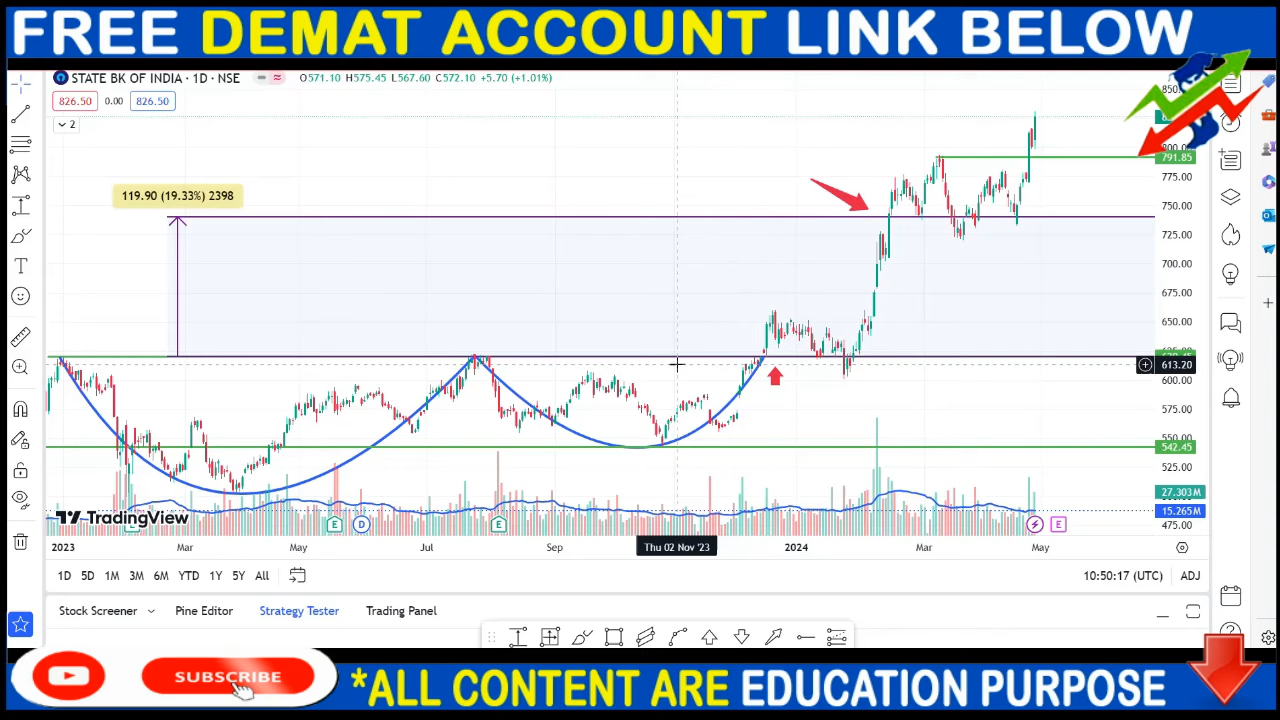 FREE DEMAT ACCOUNT LINK BELOW
STATE BK OF INDIA · 1D · NSE
O571.10 H575.45 L567.60 C572.10 +5.70 (+1.01%)
826.50 0.00 826.50
2
800.00
791.85
775.00
750.00
725.00
700.00
675.00
650.00
613.20
600.00
575.00
550.00
542.45
525.00
27.303M
15.265M
475.00
119.90 (19.33%) 2398
TradingView
E D E E
2023 Mar May Jul Sep Thu 02 Nov '23 2024 Mar May
1D 5D 1M 3M 6M YTD 1Y 5Y All
10:50:17 (UTC) ADJ
Stock Screener Pine Editor Strategy Tester Trading Panel
SUBSCRIBE
*ALL CONTENT ARE EDUCATION PURPOSE